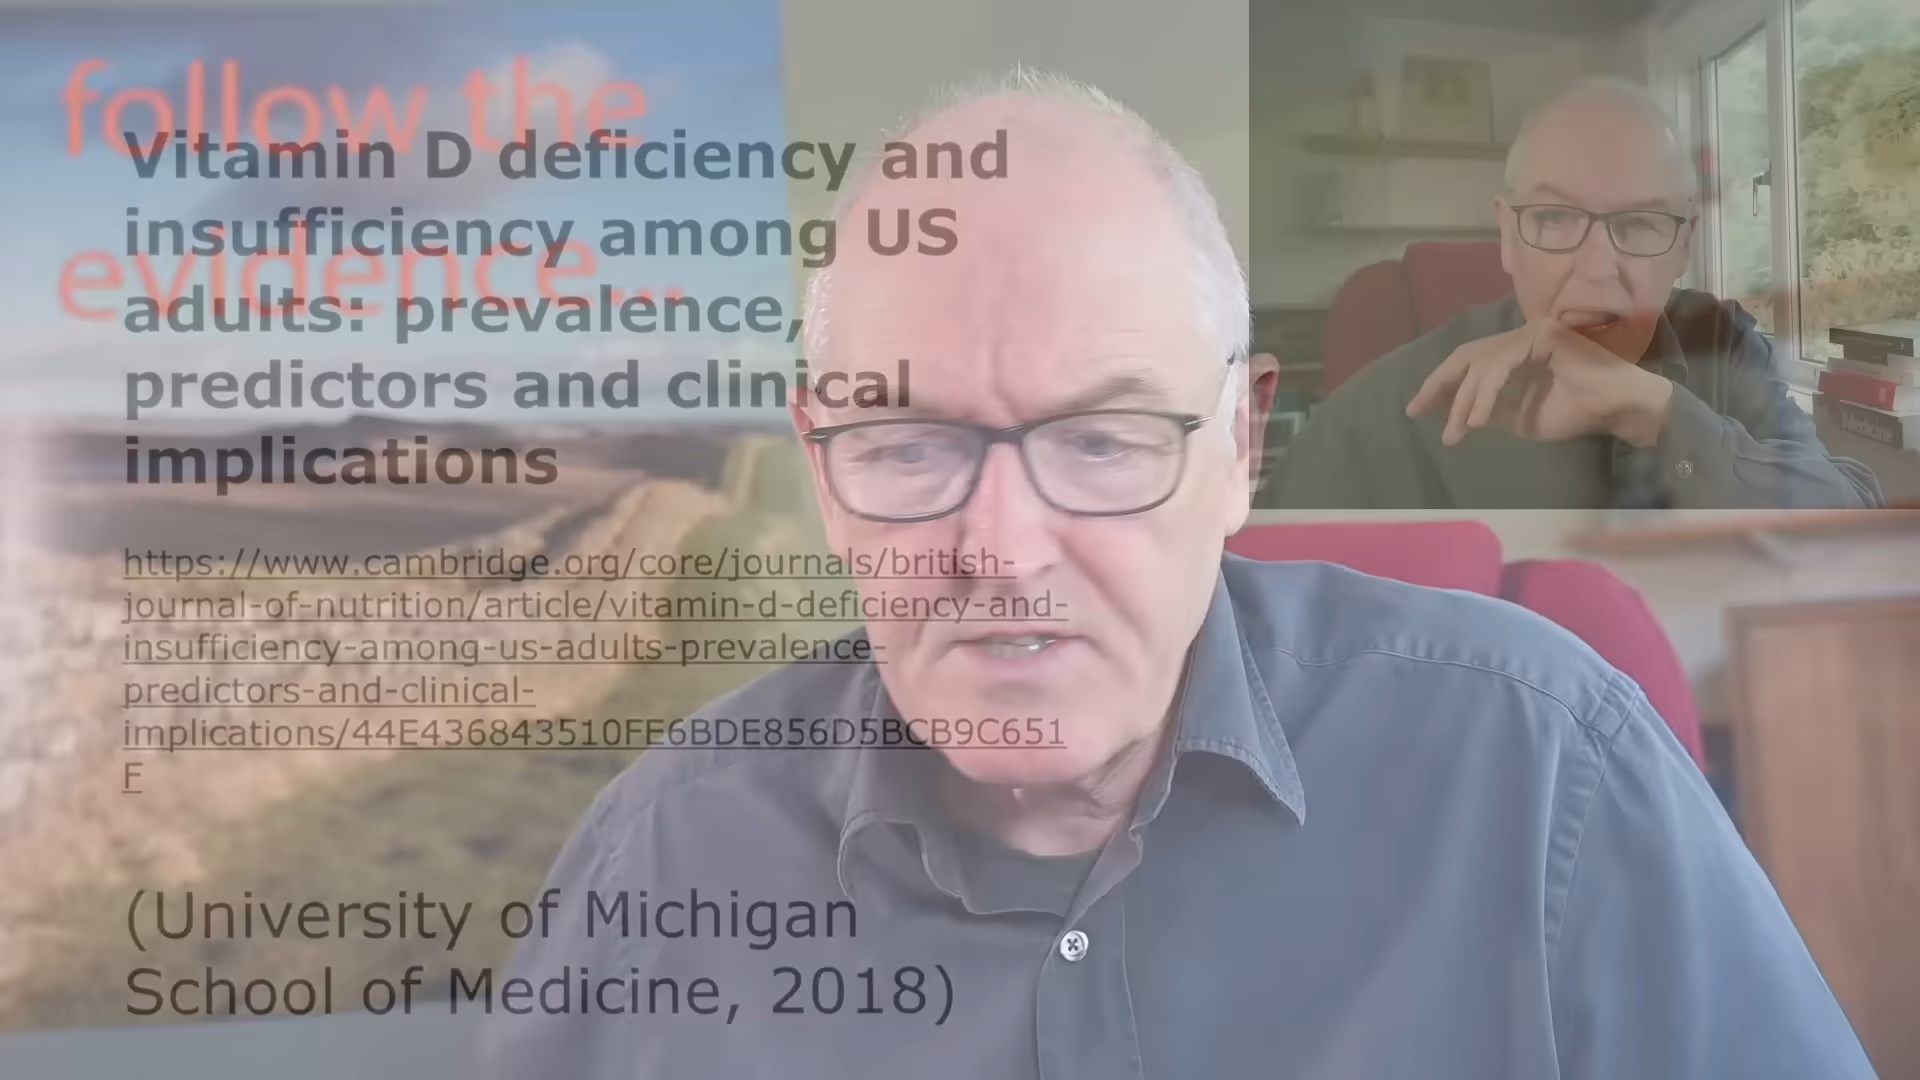 follow the
evidence...
Vitamin D deficiency and
insufficiency among US
adults: prevalence,
predictors and clinical
implications
https://www.cambridge.org/core/journals/british-
journal-of-nutrition/article/vitamin-d-deficiency-and-
insufficiency-among-us-adults-prevalence-
predictors-and-clinical-
implications/44E436843510FE6BDE856D5BCB9C651
F
(University of Michigan
School of Medicine, 2018)
Medicine